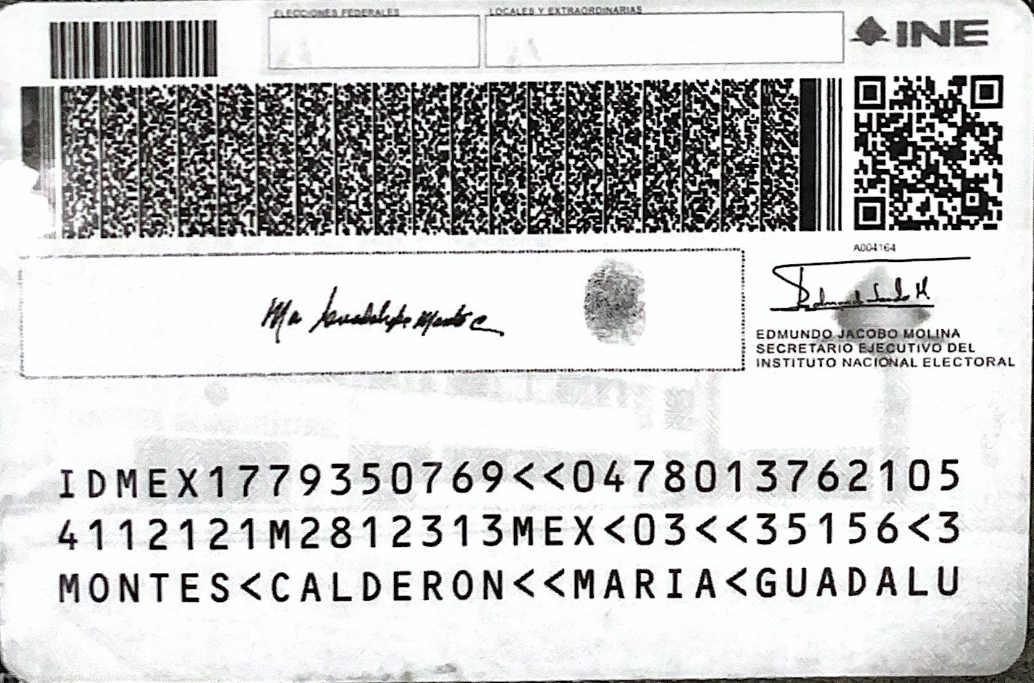 ELECCIONES FEDERALES LOCALES Y EXTRAORDINARIAS
INE
A004164
Ma Guadalupe Montes C
EDMUNDO JACOBO MOLINA
SECRETARIO EJECUTIVO DEL
INSTITUTO NACIONAL ELECTORAL
IDMEX1779350769<<0478013762105
4112121M2812313MEX<03<<35156<3
MONTES<CALDERON<<MARIA<GUADALU